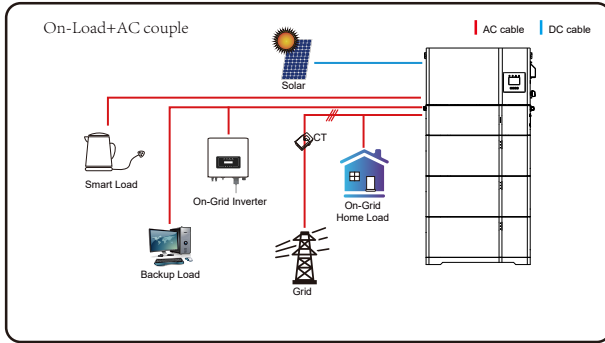 On-Load+AC couple
AC cable
DC cable
Solar
CT
Smart Load
On-Grid Inverter
On-Grid
Home Load
Backup Load
Grid